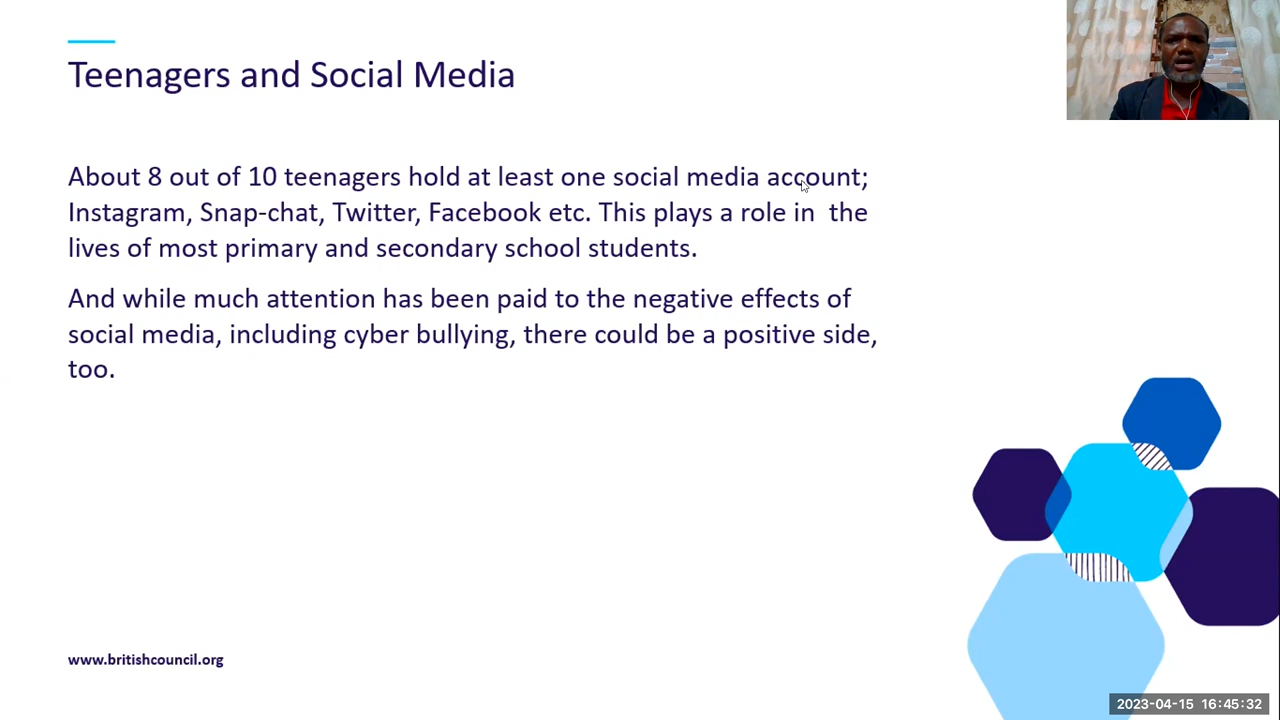 Teenagers and Social Media
About 8 out of 10 teenagers hold at least one social media account;
Instagram, Snap-chat, Twitter, Facebook etc. This plays a role in  the
lives of most primary and secondary school students.
And while much attention has been paid to the negative effects of
social media, including cyber bullying, there could be a positive side,
too.
www.britishcouncil.org
2023-04-15 16:45:32